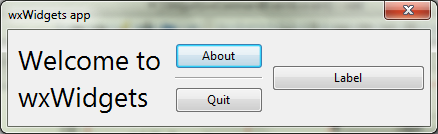 wxWidgets app
Welcome to
wxWidgets
About
Quit
Label